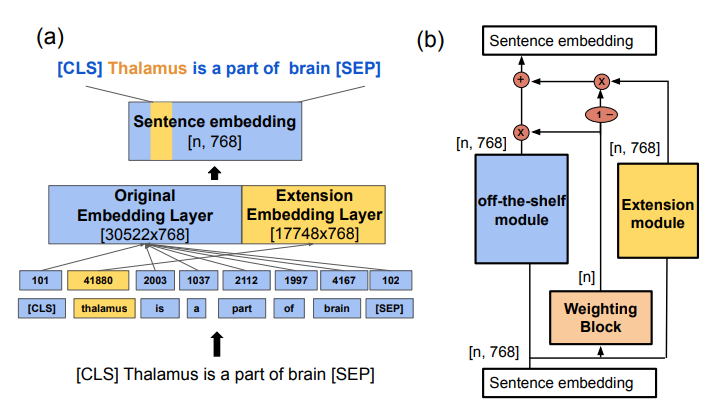 (a)
[CLS] Thalamus is a part of brain [SEP]
Sentence embedding
[n, 768]
Original
Embedding Layer
[30522x768]
Extension
Embedding Layer
[17748x768]
101 41880 2003 1037 2112 1997 4167 102
[CLS] thalamus is a part of brain [SEP]
[CLS] Thalamus is a part of brain [SEP]
(b)
Sentence embedding
+
x
1 –
x
[n, 768]
[n, 768]
off-the-shelf
module
Extension
module
[n]
Weighting
Block
[n, 768]
Sentence embedding